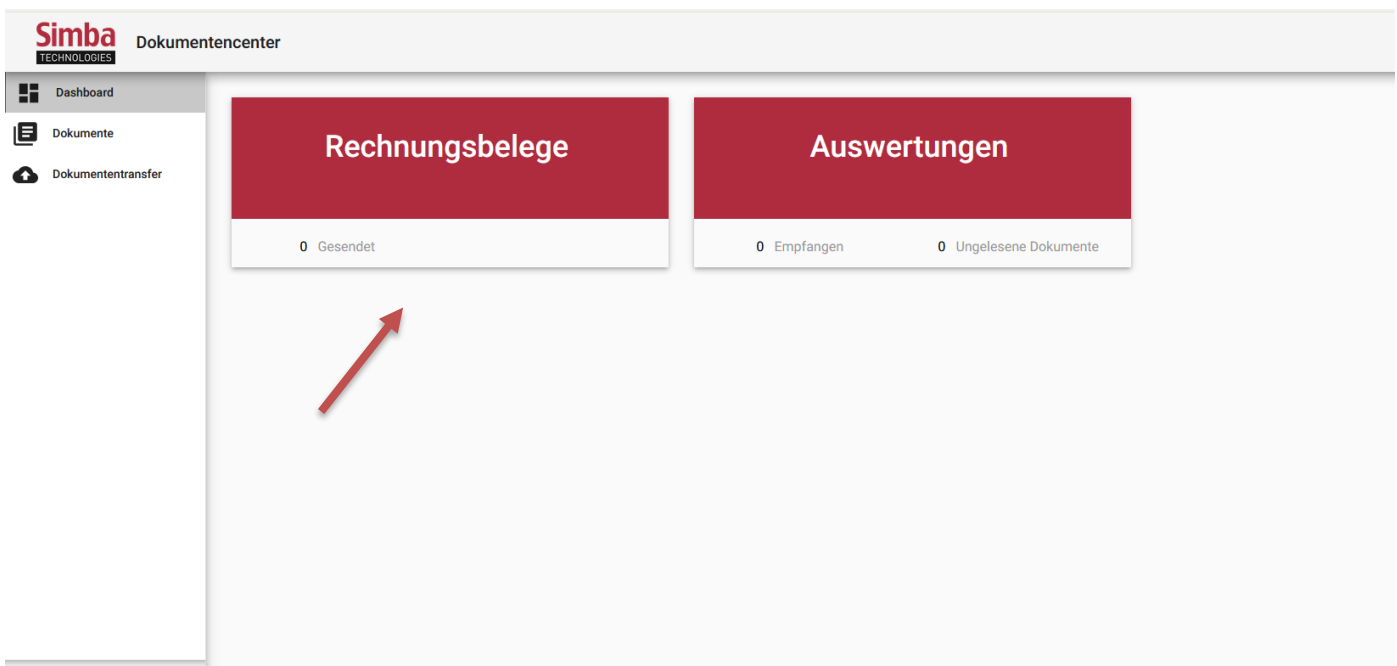 Simba
TECHNOLOGIES
Dokumentencenter
Dashboard
Dokumente
Dokumententransfer
Rechnungsbelege
0 Gesendet
Auswertungen
0 Empfangen 0 Ungelesene Dokumente